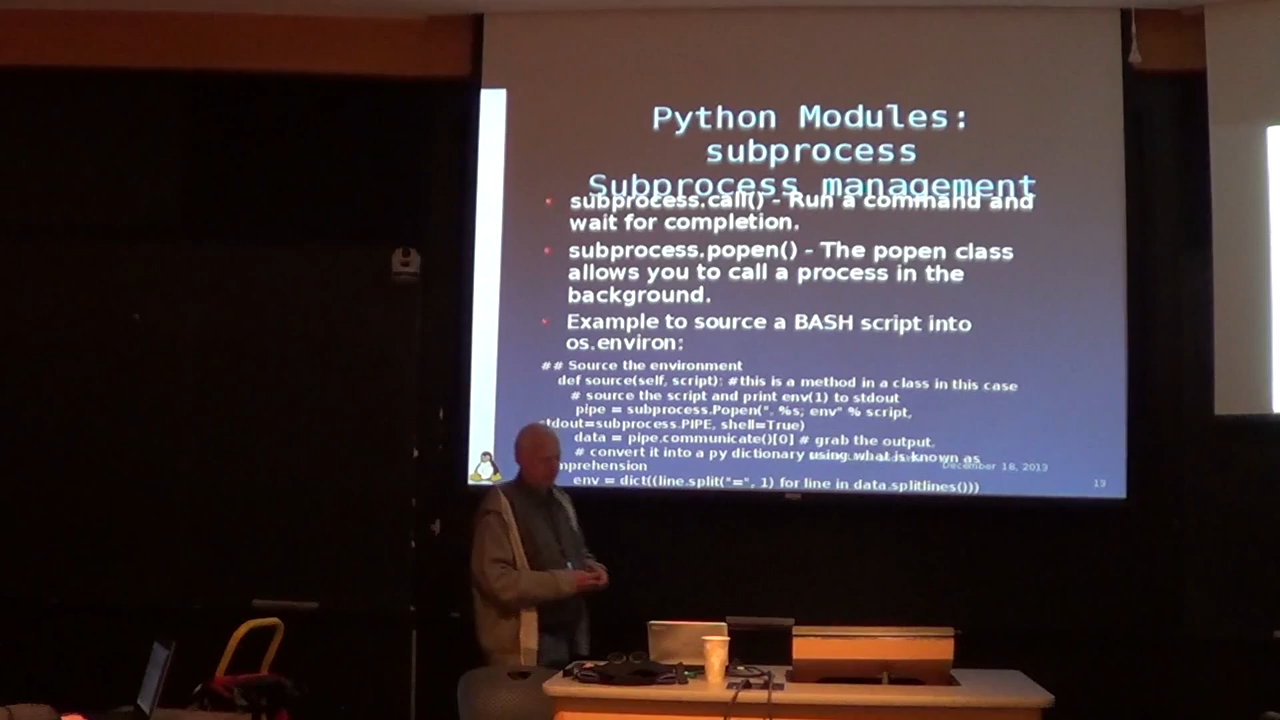 Python Modules:
subprocess
Subprocess management
subprocess.call() - Run a command and
wait for completion.
subprocess.popen() - The popen class
allows you to call a process in the
background.
Example to source a BASH script into
os.environ:
## Source the environment
def source(self, script): #this is a method in a class in this case
# source the script and print env(1) to stdout
pipe = subprocess.Popen(". %s; env" % script,
stdout=subprocess.PIPE, shell=True)
data = pipe.communicate()[0] # grab the output,
# convert it into a py dictionary using what is known as
mprehension
December 18, 2013
env = dict((line.split("=", 1) for line in data.splitlines()))
13